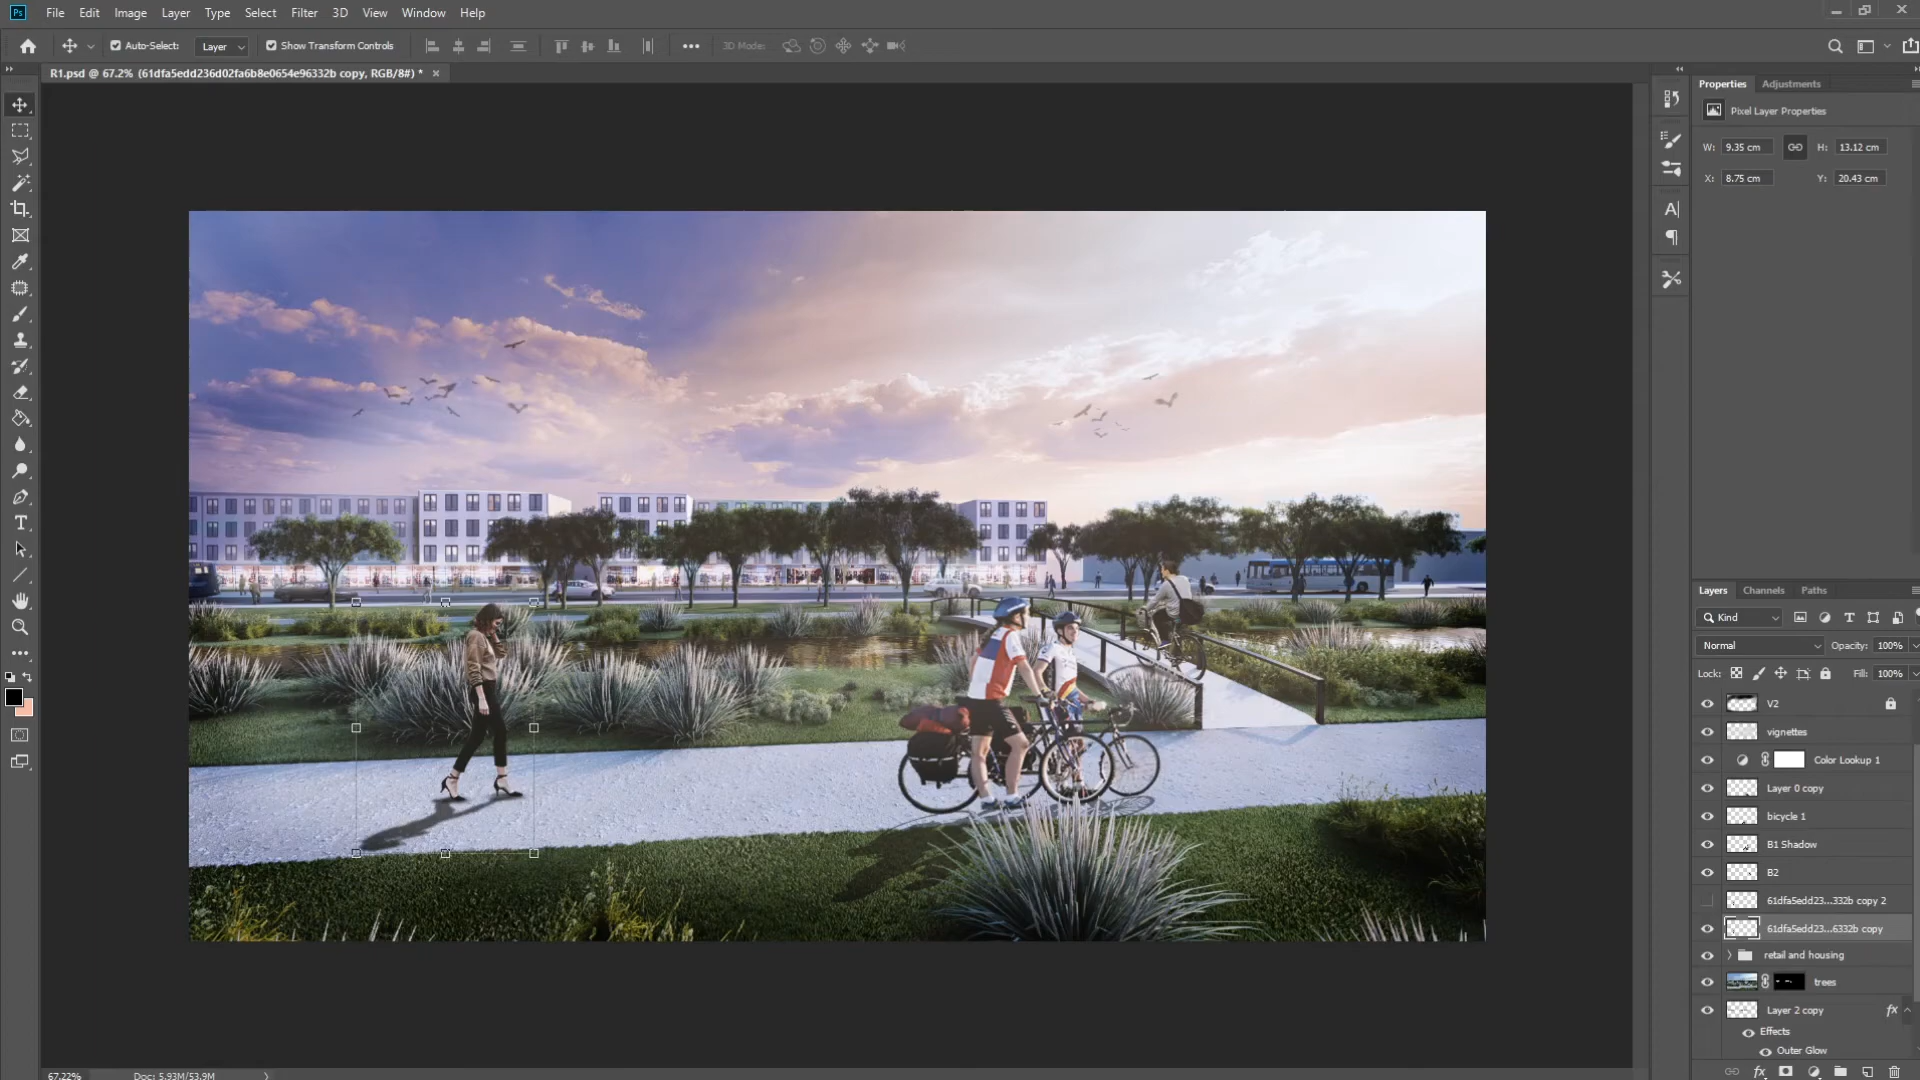 Ps File Edit Image Layer Type Select Filter 3D View Window Help
Auto-Select: Layer Show Transform Controls 3D Mode:
R1.psd @ 67.2% (61dfa5edd236d02fa6b8e0654e96332b copy, RGB/8#) *
Properties Adjustments
Pixel Layer Properties
W: 9.35 cm H: 13.12 cm
X: 8.75 cm Y: 20.43 cm
Layers Channels Paths
Kind
Normal Opacity: 100%
Lock: Fill: 100%
V2
vignettes
Color Lookup 1
Layer 0 copy
bicycle 1
B1 Shadow
B2
61dfa5edd23...332b copy 2
61dfa5edd23...6332b copy
retail and housing
trees
Layer 2 copy fx
Effects
Outer Glow
67.22% Doc: 5.93M/53.9M